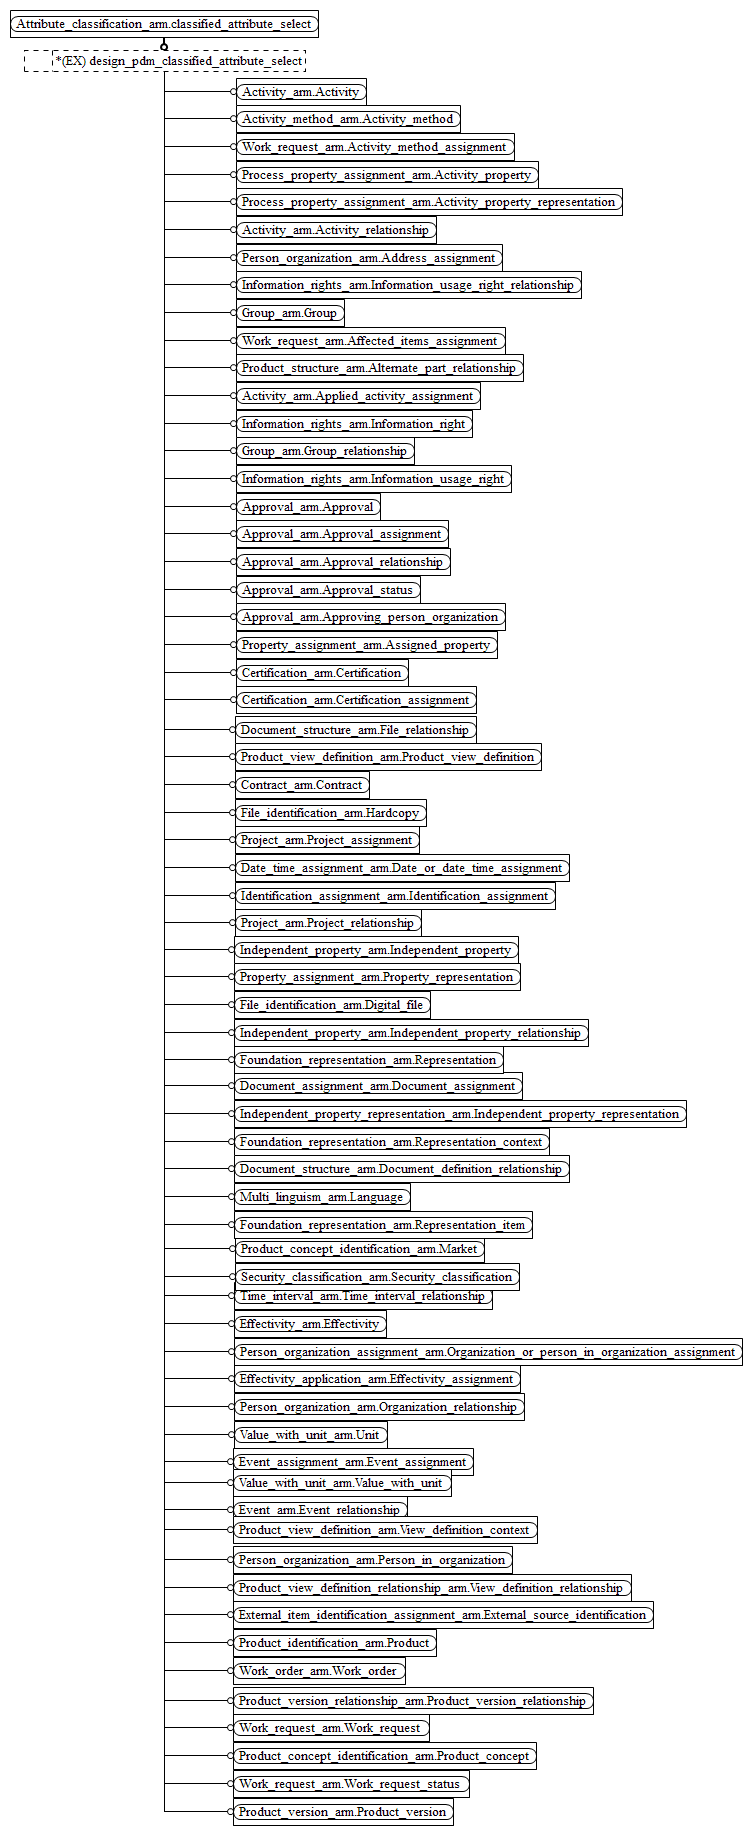 Attribute_classification_arm.classified_attribute_select
*(EX) design_pdm_classified_attribute_select
Activity_arm.Activity
Activity_method_arm.Activity_method
Work_request_arm.Activity_method_assignment
Process_property_assignment_arm.Activity_property
Process_property_assignment_arm.Activity_property_representation
Activity_arm.Activity_relationship
Person_organization_arm.Address_assignment
Information_rights_arm.Information_usage_right_relationship
Group_arm.Group
Work_request_arm.Affected_items_assignment
Product_structure_arm.Alternate_part_relationship
Activity_arm.Applied_activity_assignment
Information_rights_arm.Information_right
Group_arm.Group_relationship
Information_rights_arm.Information_usage_right
Approval_arm.Approval
Approval_arm.Approval_assignment
Approval_arm.Approval_relationship
Approval_arm.Approval_status
Approval_arm.Approving_person_organization
Property_assignment_arm.Assigned_property
Certification_arm.Certification
Certification_arm.Certification_assignment
Document_structure_arm.File_relationship
Product_view_definition_arm.Product_view_definition
Contract_arm.Contract
File_identification_arm.Hardcopy
Project_arm.Project_assignment
Date_time_assignment_arm.Date_or_date_time_assignment
Identification_assignment_arm.Identification_assignment
Project_arm.Project_relationship
Independent_property_arm.Independent_property
Property_assignment_arm.Property_representation
File_identification_arm.Digital_file
Independent_property_arm.Independent_property_relationship
Foundation_representation_arm.Representation
Document_assignment_arm.Document_assignment
Independent_property_representation_arm.Independent_property_representation
Foundation_representation_arm.Representation_context
Document_structure_arm.Document_definition_relationship
Multi_linguism_arm.Language
Foundation_representation_arm.Representation_item
Product_concept_identification_arm.Market
Security_classification_arm.Security_classification
Time_interval_arm.Time_interval_relationship
Effectivity_arm.Effectivity
Person_organization_assignment_arm.Organization_or_person_in_organization_assignment
Effectivity_application_arm.Effectivity_assignment
Person_organization_arm.Organization_relationship
Value_with_unit_arm.Unit
Event_assignment_arm.Event_assignment
Value_with_unit_arm.Value_with_unit
Event_arm.Event_relationship
Product_view_definition_arm.View_definition_context
Person_organization_arm.Person_in_organization
Product_view_definition_relationship_arm.View_definition_relationship
External_item_identification_assignment_arm.External_source_identification
Product_identification_arm.Product
Work_order_arm.Work_order
Product_version_relationship_arm.Product_version_relationship
Work_request_arm.Work_request
Product_concept_identification_arm.Product_concept
Work_request_arm.Work_request_status
Product_version_arm.Product_version